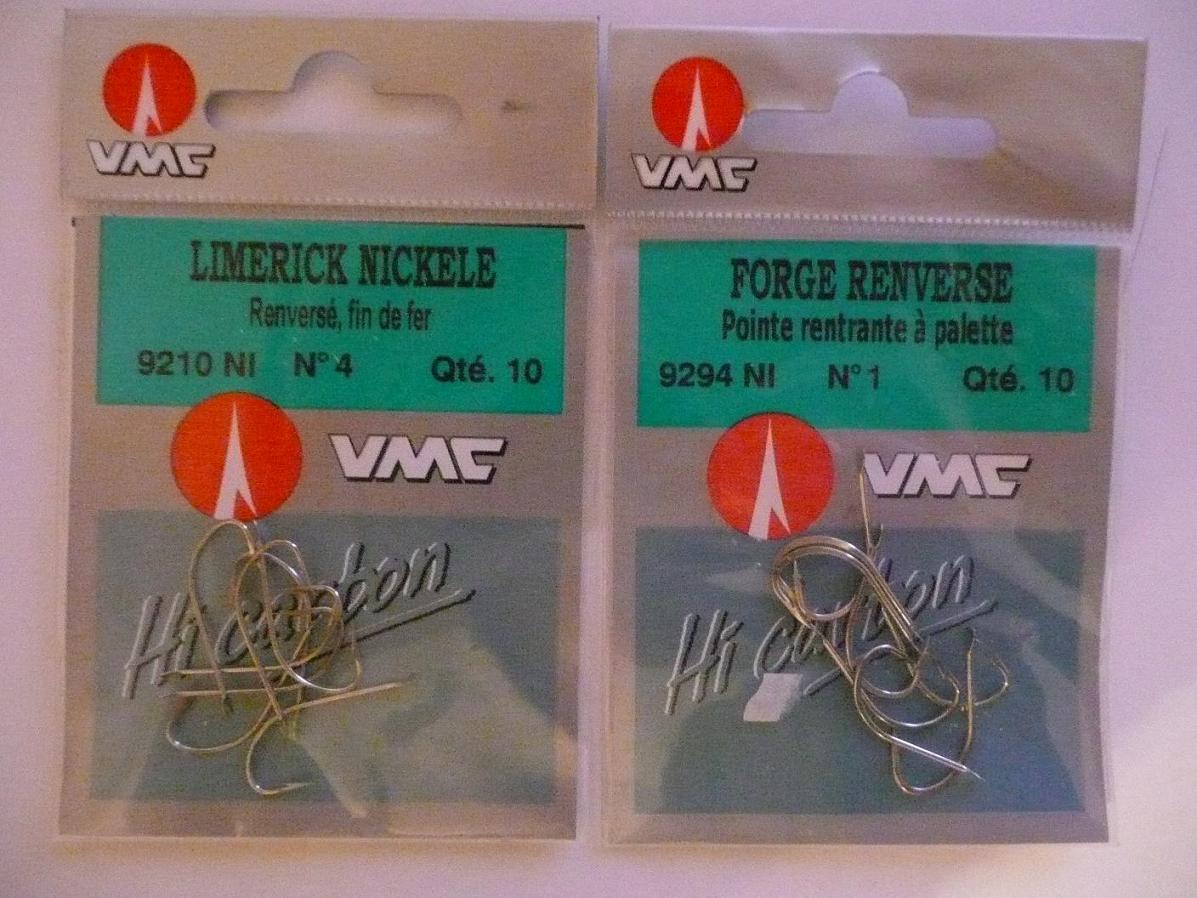 VMC
LIMERICK NICKELE
Renversé, fin de fer
9210 NI N° 4 Qté. 10
VMC
Hi carbon
VMC
FORGE RENVERSE
Pointe rentrante à palette
9294 NI N° 1 Qté. 10
VMC
Hi carbon